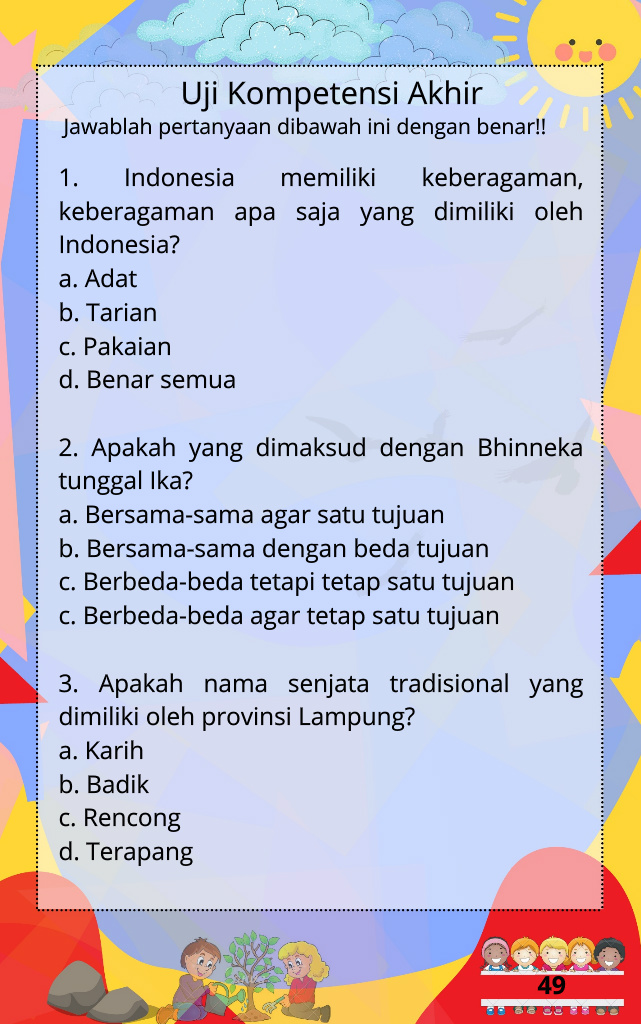 Uji Kompetensi Akhir
Jawablah pertanyaan dibawah ini dengan benar!!
1. Indonesia memiliki keberagaman,
keberagaman apa saja yang dimiliki oleh
Indonesia?
a. Adat
b. Tarian
c. Pakaian
d. Benar semua
2. Apakah yang dimaksud dengan Bhinneka
tunggal Ika?
a. Bersama-sama agar satu tujuan
b. Bersama-sama dengan beda tujuan
c. Berbeda-beda tetapi tetap satu tujuan
c. Berbeda-beda agar tetap satu tujuan
3. Apakah nama senjata tradisional yang
dimiliki oleh provinsi Lampung?
a. Karih
b. Badik
c. Rencong
d. Terapang
49